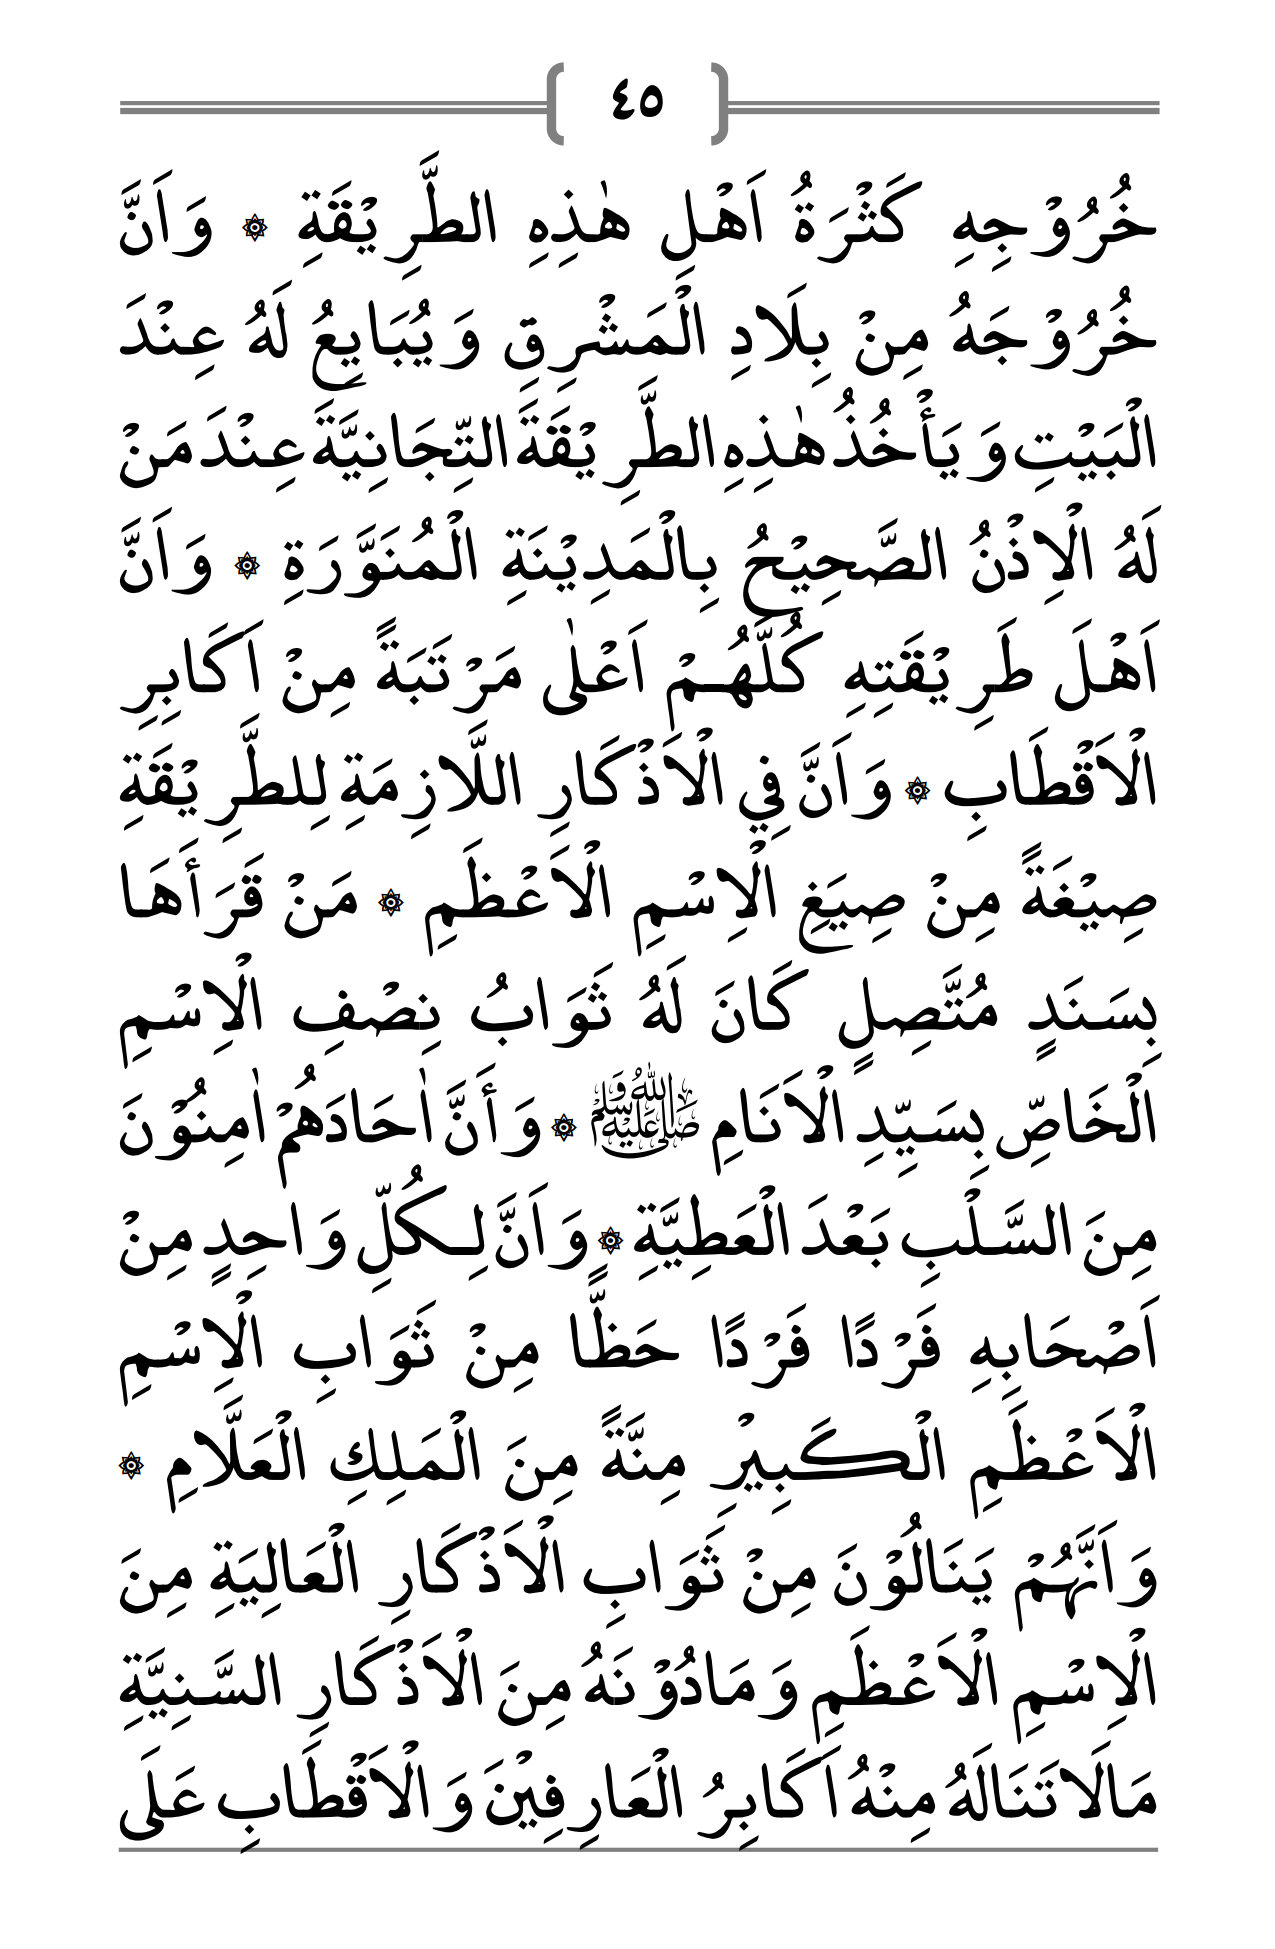 ٤٥
خُرُوْجِهِ كَثْرَةُ اَهْلِ هٰذِهِ الطَّرِيْقَةِ ۞ وَاَنَّ
خُرُوْجَهُ مِنْ بِلَادِ الْمَشْرِقِ وَيُبَايِعُ لَهُ عِنْدَ
الْبَيْتِ وَيَأْخُذُ هٰذِهِ الطَّرِيْقَةَ التِّجَانِيَّةَ عِنْدَ مَنْ
لَهُ الْاِذْنُ الصَّحِيْحُ بِالْمَدِيْنَةِ الْمُنَوَّرَةِ ۞ وَاَنَّ
اَهْلَ طَرِيْقَتِهِ كُلَّهُمْ اَعْلٰى مَرْتَبَةً مِنْ اَكَابِرِ
الْاَقْطَابِ ۞ وَاَنَّ فِي الْاَذْكَارِ اللَّازِمَةِ لِلطَّرِيْقَةِ
صِيْغَةً مِنْ صِيَغِ الْاِسْمِ الْاَعْظَمِ ۞ مَنْ قَرَأَهَا
بِسَنَدٍ مُتَّصِلٍ كَانَ لَهُ ثَوَابُ نِصْفِ الْاِسْمِ
الْخَاصِّ بِسَيِّدِ الْاَنَامِ ﷺ ۞ وَأَنَّ اٰحَادَهُمْ اٰمِنُوْنَ
مِنَ السَّلْبِ بَعْدَ الْعَطِيَّةِ ۞ وَاَنَّ لِكُلِّ وَاحِدٍ مِنْ
اَصْحَابِهِ فَرْدًا فَرْدًا حَظًّا مِنْ ثَوَابِ الْاِسْمِ
الْاَعْظَمِ الْكَبِيْرِ مِنَّةً مِنَ الْمَلِكِ الْعَلَّامِ ۞
وَاَنَّهُمْ يَنَالُوْنَ مِنْ ثَوَابِ الْاَذْكَارِ الْعَالِيَةِ مِنَ
الْاِسْمِ الْاَعْظَمِ وَمَادُوْنَهُ مِنَ الْاَذْكَارِ السَّنِيَّةِ
مَالَاتَنَالَهُ مِنْهُ اَكَابِرُ الْعَارِفِيْنَ وَالْاَقْطَابِ عَلَى